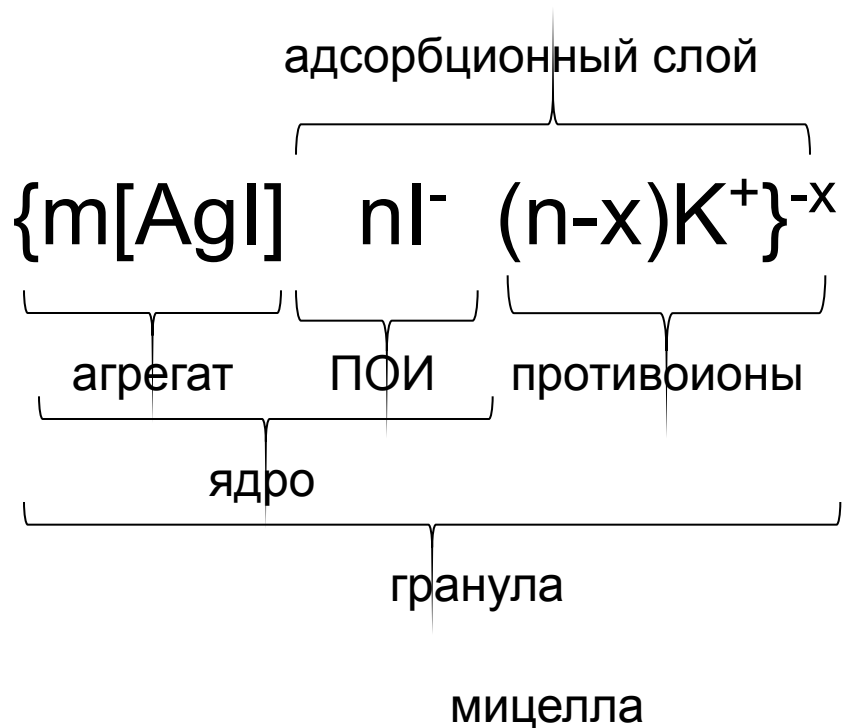 адсорбционный слой
{m[AgI] nI⁻ (n-x)K⁺}⁻ˣ
агрегат ПОИ противоионы
ядро
гранула
мицелла